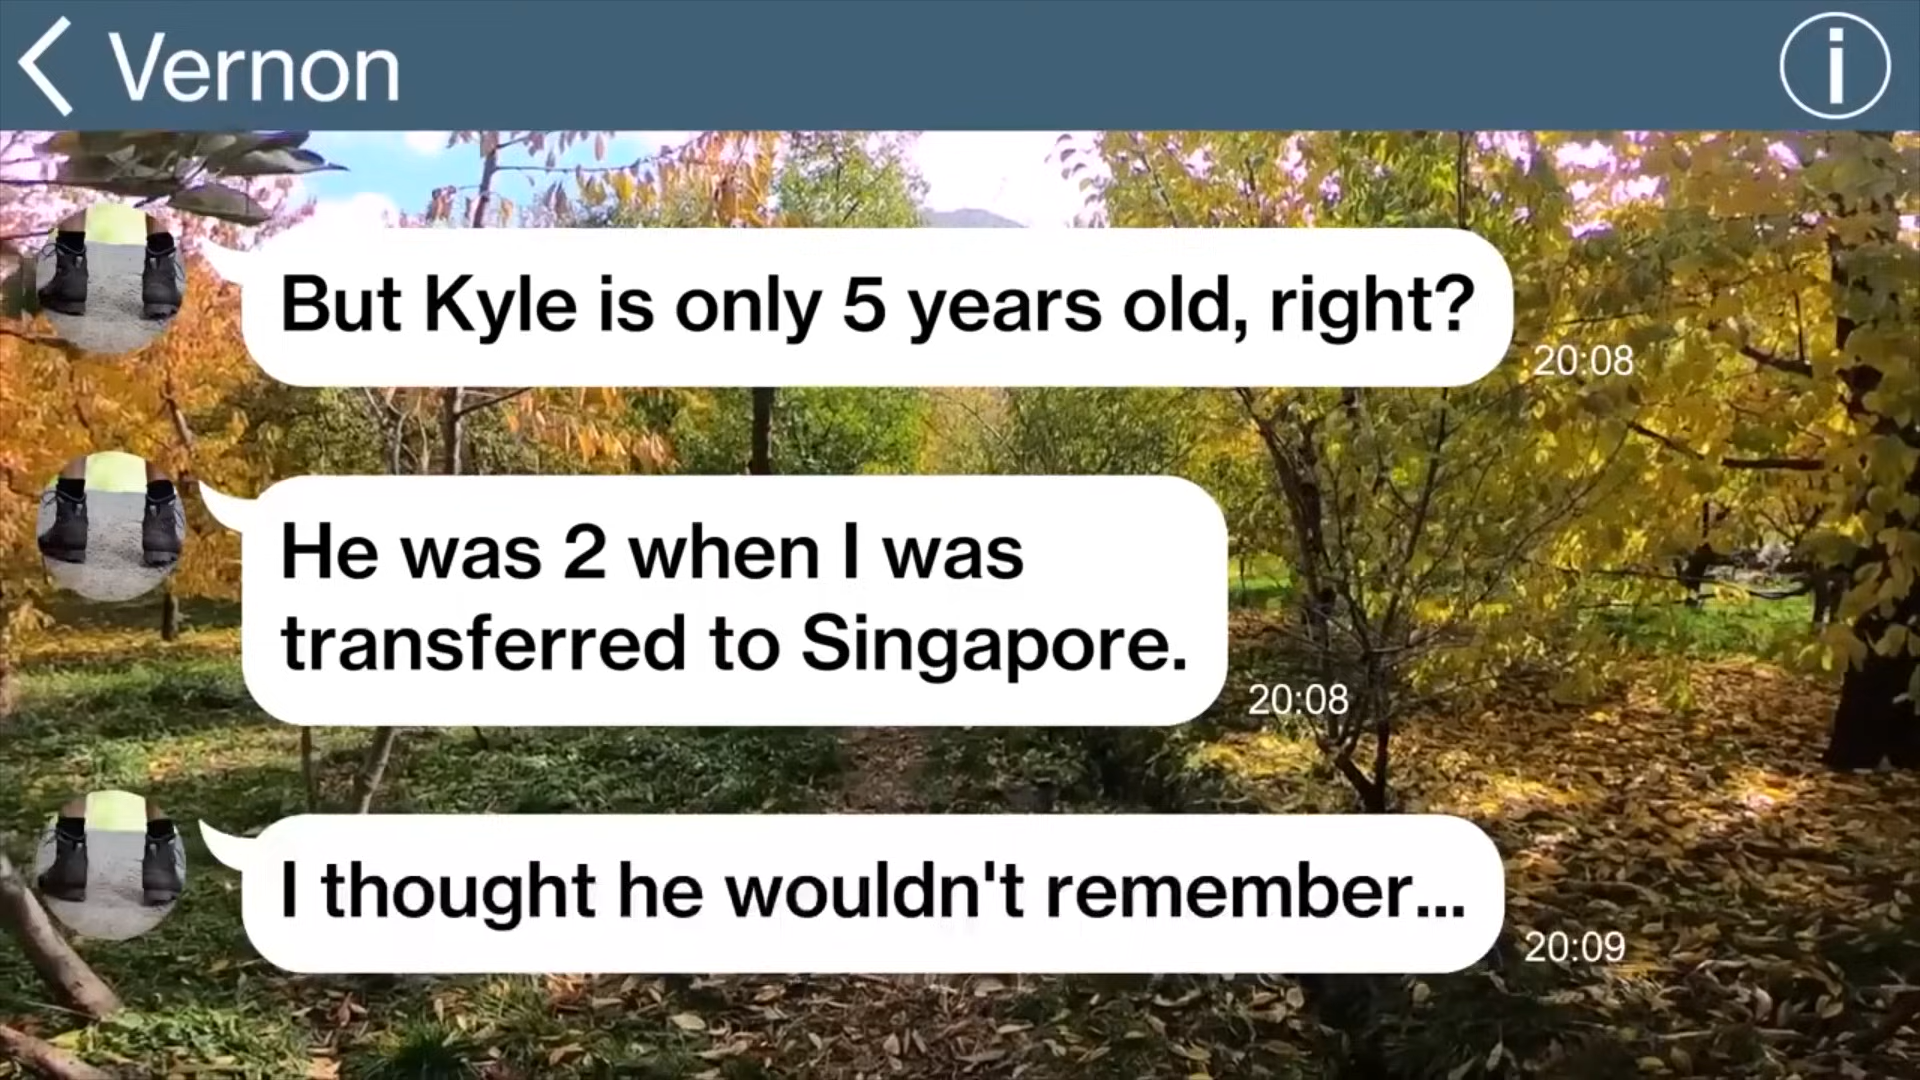 Vernon
But Kyle is only 5 years old, right?
20:08
He was 2 when I was
transferred to Singapore.
20:08
I thought he wouldn't remember...
20:09